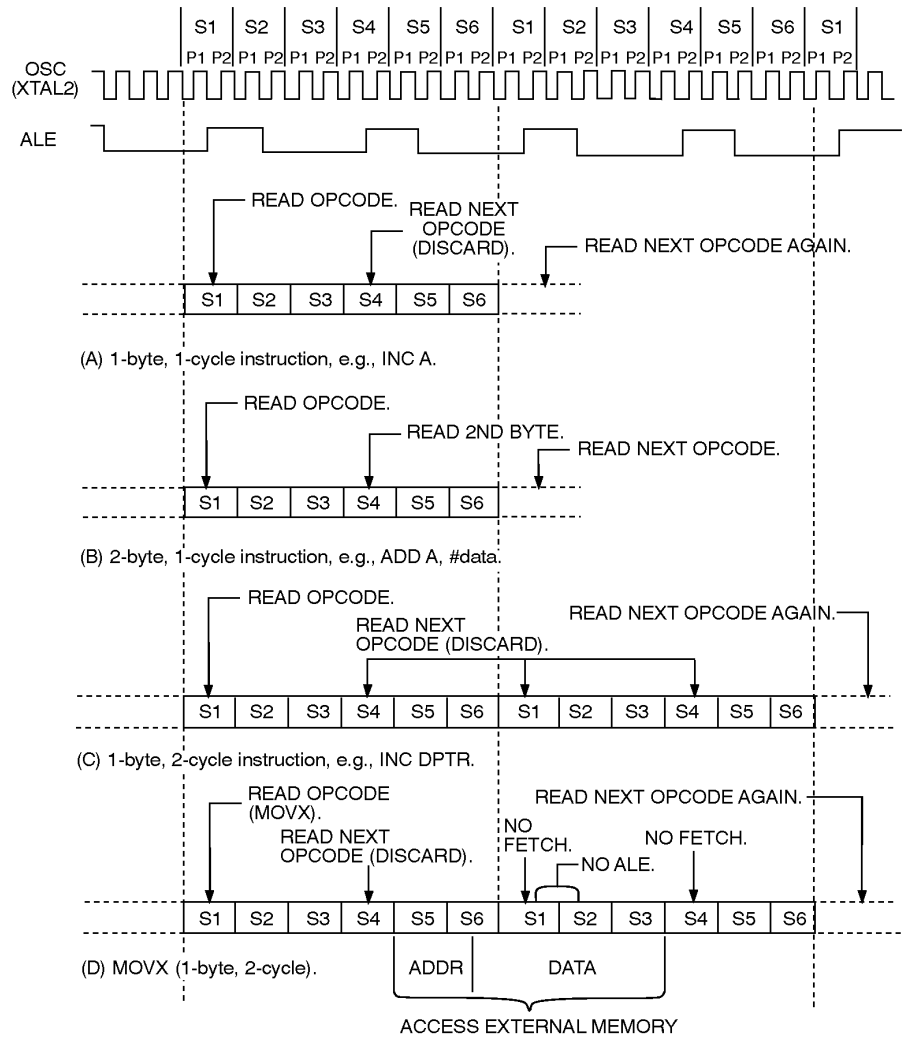 S1 S2 S3 S4 S5 S6 S1 S2 S3 S4 S5 S6 S1
P1 P2 P1 P2 P1 P2 P1 P2 P1 P2 P1 P2 P1 P2 P1 P2 P1 P2 P1 P2 P1 P2 P1 P2 P1 P2
OSC
(XTAL2)
ALE
READ OPCODE.
READ NEXT
OPCODE
(DISCARD).
READ NEXT OPCODE AGAIN.
S1 S2 S3 S4 S5 S6
(A) 1-byte, 1-cycle instruction, e.g., INC A.
READ OPCODE.
READ 2ND BYTE.
READ NEXT OPCODE.
S1 S2 S3 S4 S5 S6
(B) 2-byte, 1-cycle instruction, e.g., ADD A, #data.
READ OPCODE.
READ NEXT
OPCODE (DISCARD).
READ NEXT OPCODE AGAIN.
S1 S2 S3 S4 S5 S6 S1 S2 S3 S4 S5 S6
(C) 1-byte, 2-cycle instruction, e.g., INC DPTR.
READ OPCODE
(MOVX).
READ NEXT
OPCODE (DISCARD).
NO
FETCH.
NO ALE.
NO FETCH.
READ NEXT OPCODE AGAIN.
S1 S2 S3 S4 S5 S6 S1 S2 S3 S4 S5 S6
(D) MOVX (1-byte, 2-cycle).
ADDR DATA
ACCESS EXTERNAL MEMORY